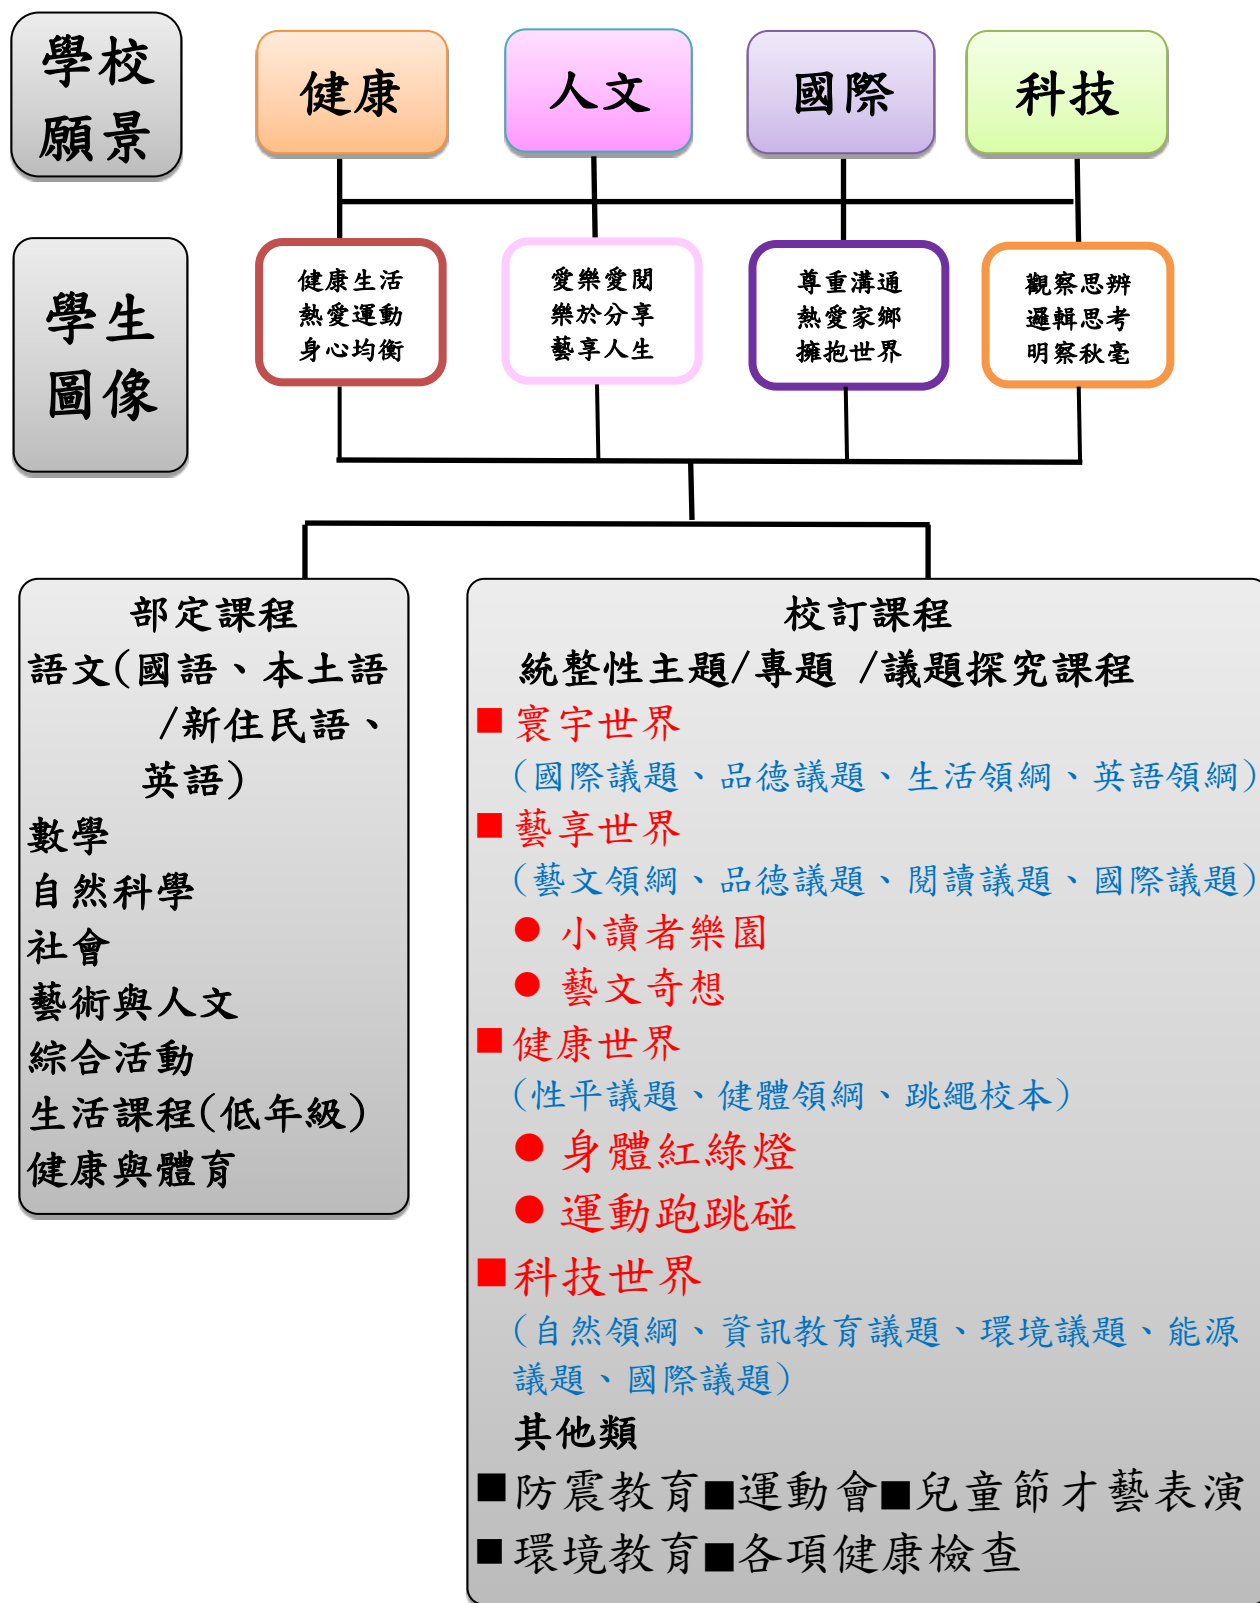 學校
願景
健康
人文
國際
科技
學生
圖像
健康生活
熱愛運動
身心均衡
愛樂愛閱
樂於分享
藝享人生
尊重溝通
熱愛家鄉
擁抱世界
觀察思辨
邏輯思考
明察秋毫
部定課程
語文(國語、本土語
/新住民語、
英語)
數學
自然科學
社會
藝術與人文
綜合活動
生活課程(低年級)
健康與體育
校訂課程
統整性主題/專題 /議題探究課程
■寰宇世界
(國際議題、品德議題、生活領綱、英語領綱)
■藝享世界
(藝文領綱、品德議題、閱讀議題、國際議題)
●小讀者樂園
●藝文奇想
■健康世界
(性平議題、健體領綱、跳繩校本)
●身體紅綠燈
●運動跑跳碰
■科技世界
(自然領綱、資訊教育議題、環境議題、能源
議題、國際議題)
其他類
■防震教育■運動會■兒童節才藝表演
■環境教育■各項健康檢查